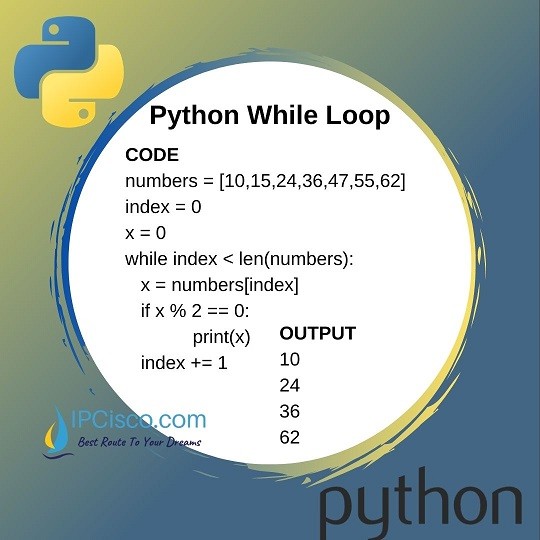 Python While Loop
CODE
numbers = [10,15,24,36,47,55,62]
index = 0
x = 0
while index < len(numbers):
x = numbers[index]
if x % 2 == 0:
print(x)
index += 1
OUTPUT
10
24
36
62
IPCisco.com
Best Route To Your Dreams
python